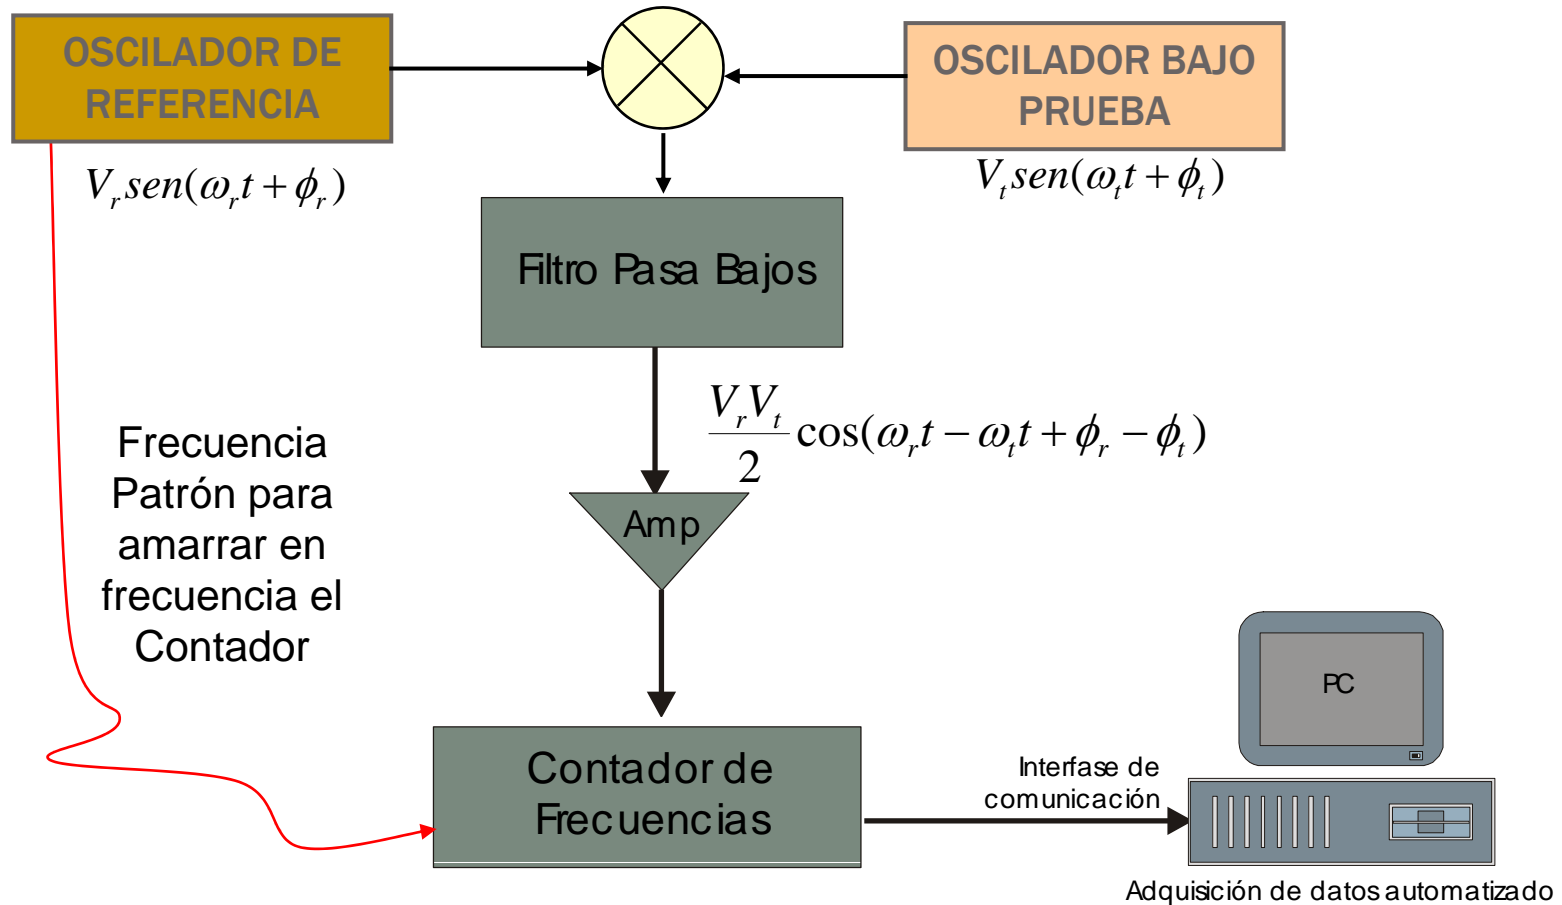 OSCILADOR DE
REFERENCIA
OSCILADOR BAJO
PRUEBA
V_r sen(ω_r t + ϕ_r)
V_t sen(ω_t t + ϕ_t)
Filtro Pasa Bajos
V_r V_t / 2 cos(ω_r t − ω_t t + ϕ_r − ϕ_t)
Amp
Frecuencia
Patrón para
amarrar en
frecuencia el
Contador
Contador de
Frecuencias
Interfase de
comunicación
PC
Adquisición de datos automatizado